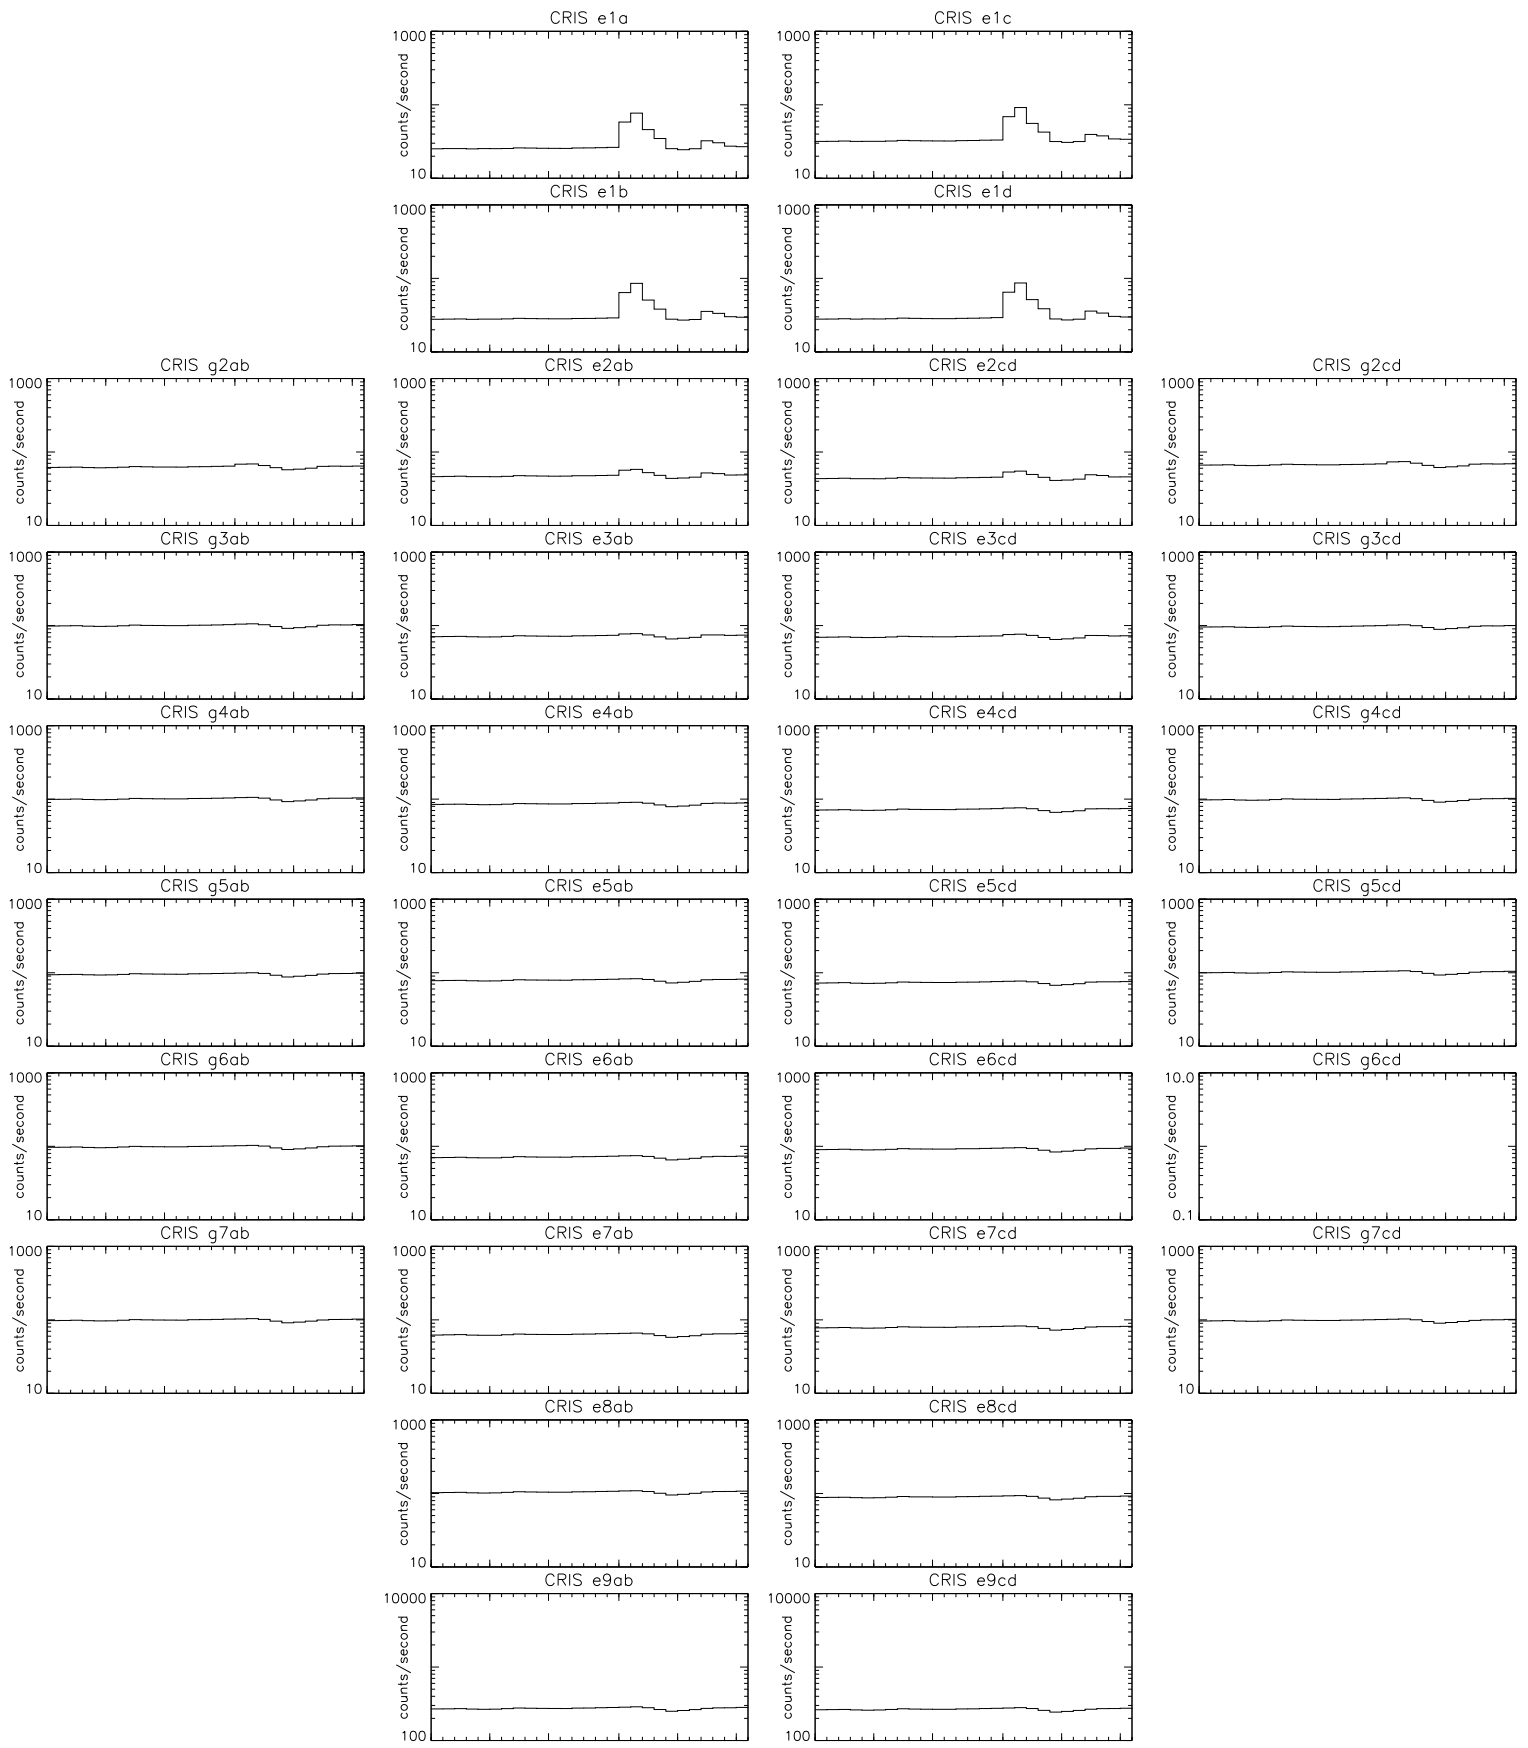 CRIS e1a
1000
counts/second
10
CRIS e1c
1000
counts/second
10
CRIS e1b
1000
counts/second
10
CRIS e1d
1000
counts/second
10
CRIS g2ab
1000
counts/second
10
CRIS e2ab
1000
counts/second
10
CRIS e2cd
1000
counts/second
10
CRIS g2cd
1000
counts/second
10
CRIS g3ab
1000
counts/second
10
CRIS e3ab
1000
counts/second
10
CRIS e3cd
1000
counts/second
10
CRIS g3cd
1000
counts/second
10
CRIS g4ab
1000
counts/second
10
CRIS e4ab
1000
counts/second
10
CRIS e4cd
1000
counts/second
10
CRIS g4cd
1000
counts/second
10
CRIS g5ab
1000
counts/second
10
CRIS e5ab
1000
counts/second
10
CRIS e5cd
1000
counts/second
10
CRIS g5cd
1000
counts/second
10
CRIS g6ab
1000
counts/second
10
CRIS e6ab
1000
counts/second
10
CRIS e6cd
1000
counts/second
10
CRIS g6cd
10.0
counts/second
0.1
CRIS g7ab
1000
counts/second
10
CRIS e7ab
1000
counts/second
10
CRIS e7cd
1000
counts/second
10
CRIS g7cd
1000
counts/second
10
CRIS e8ab
1000
counts/second
10
CRIS e8cd
1000
counts/second
10
CRIS e9ab
10000
counts/second
100
CRIS e9cd
10000
counts/second
100